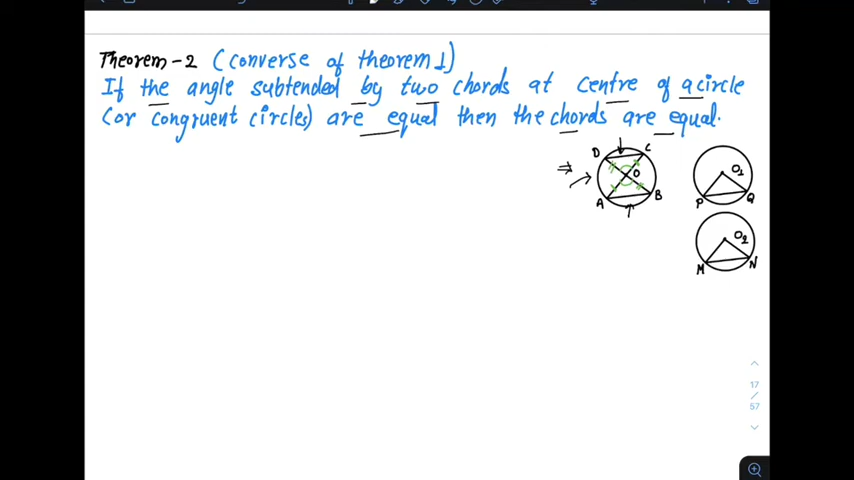 Theorem-2 (converse of theorem 1)
If the angle subtended by two chords at centre of a circle
(or congruent circles) are equal then the chords are equal.
D C
O
A B
O1
P Q
O2
M N
17
/
57